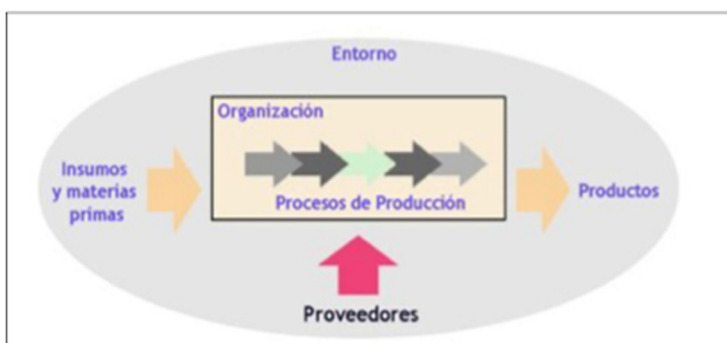 Entorno
Organización
Insumos
y materias
primas
Procesos de Producción
Productos
Proveedores